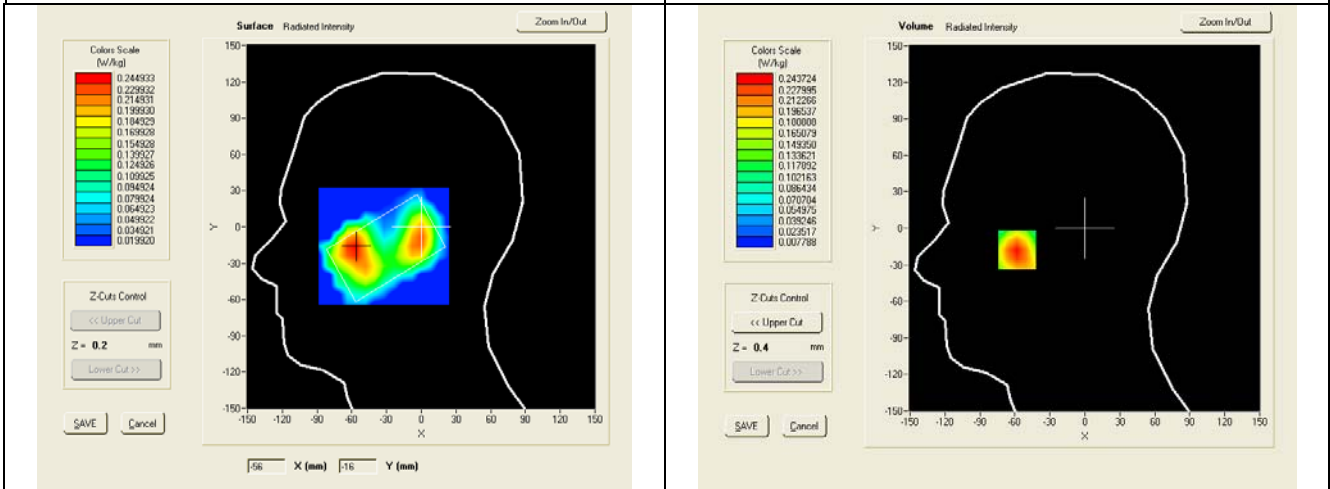 Surface Radiated Intensity
Zoom In/Out
Colors Scale
(W/kg)
0.244933
0.229932
0.214931
0.199930
0.184929
0.169928
0.154928
0.139927
0.124926
0.109925
0.094924
0.079924
0.064923
0.049922
0.034921
0.019920
Z-Cuts Control
<< Upper Cut
Z = 0.2 mm
Lower Cut >>
SAVE Cancel
150
120
90
60
30
0
-30
-60
-90
-120
-150
Y
-150 -120 -90 -60 -30 0 30 60 90 120 150
X
-56 X (mm) -16 Y (mm)
Volume Radiated Intensity
Zoom In/Out
Colors Scale
(W/kg)
0.243724
0.227995
0.212266
0.196537
0.180808
0.165079
0.149350
0.133621
0.117892
0.102163
0.086434
0.070704
0.054975
0.039246
0.023517
0.007788
Z-Cuts Control
<< Upper Cut
Z = 0.4 mm
Lower Cut >>
SAVE Cancel
150
120
90
60
30
0
-30
-60
-90
-120
-150
Y
-150 -120 -90 -60 -30 0 30 60 90 120 150
X